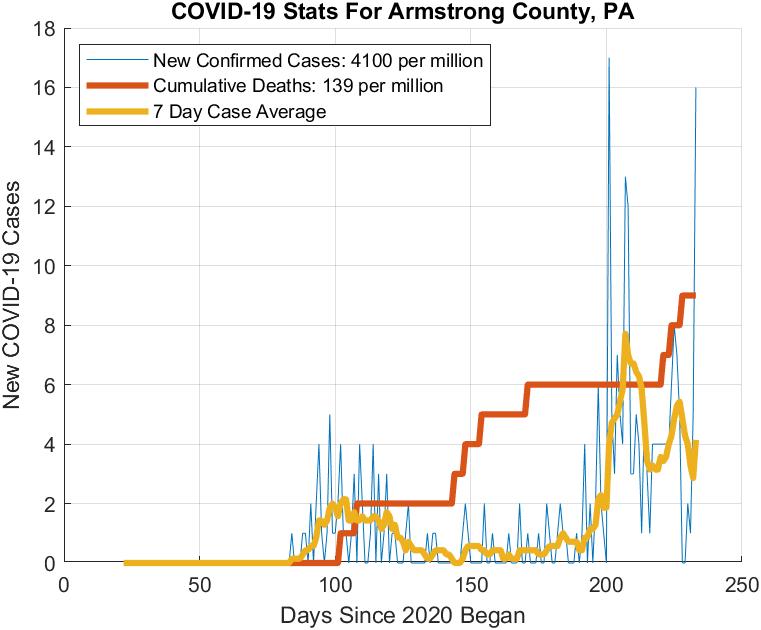 COVID-19 Stats For Armstrong County, PA
New Confirmed Cases: 4100 per million
Cumulative Deaths: 139 per million
7 Day Case Average
New COVID-19 Cases
18
16
14
12
10
8
6
4
2
0
0 50 100 150 200 250
Days Since 2020 Began